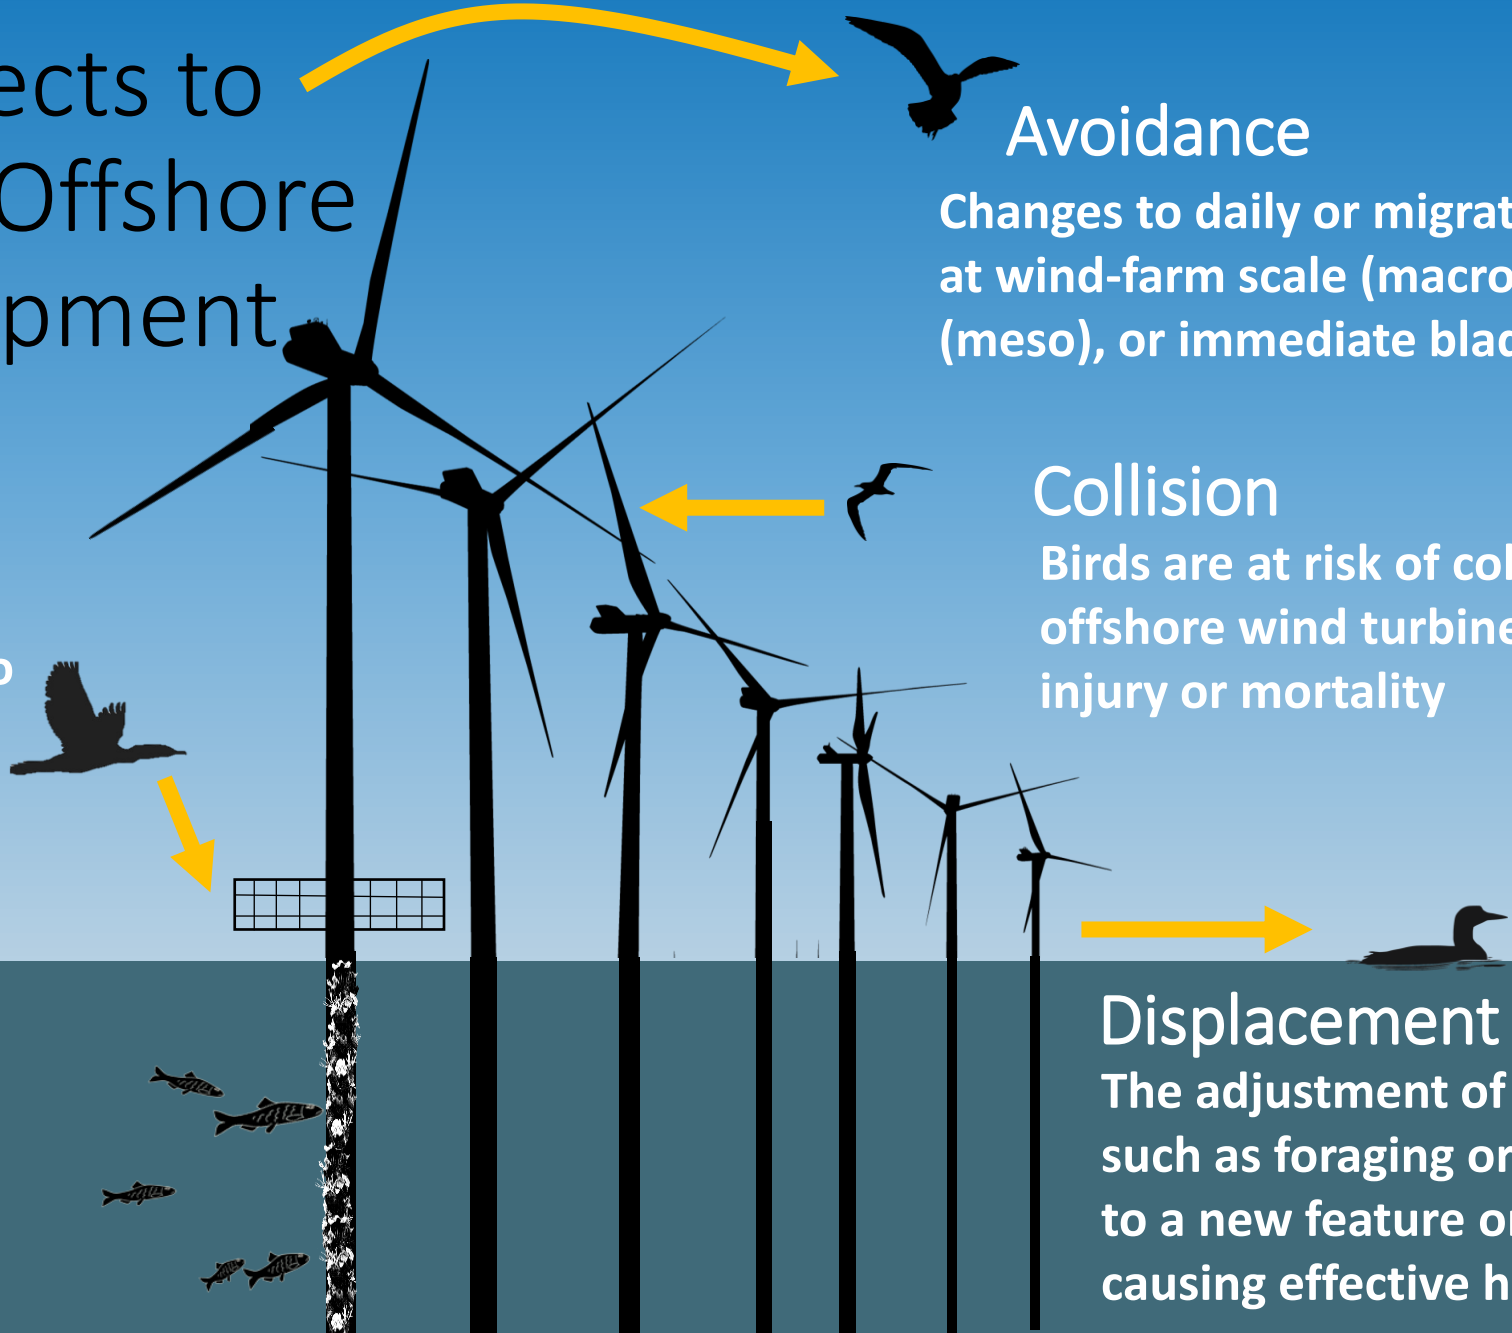 ects to
Offshore
pment
Avoidance
Changes to daily or migrat
at wind-farm scale (macro
(meso), or immediate blad
Collision
Birds are at risk of col
offshore wind turbine
injury or mortality
o
Displacement
The adjustment of
such as foraging or
to a new feature or
causing effective h